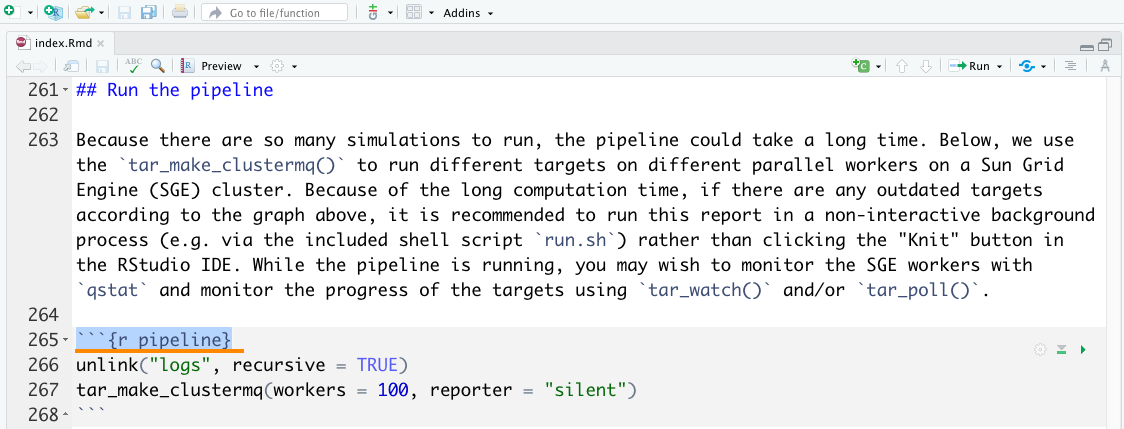 Go to file/function
Addins
index.Rmd
ABC
Preview
Run
261 ## Run the pipeline
262
263 Because there are so many simulations to run, the pipeline could take a long time. Below, we use
the `tar_make_clustermq()` to run different targets on different parallel workers on a Sun Grid
Engine (SGE) cluster. Because of the long computation time, if there are any outdated targets
according to the graph above, it is recommended to run this report in a non-interactive background
process (e.g. via the included shell script `run.sh`) rather than clicking the "Knit" button in
the RStudio IDE. While the pipeline is running, you may wish to monitor the SGE workers with
`qstat` and monitor the progress of the targets using `tar_watch()` and/or `tar_poll()`.
264
265 ```{r pipeline}
266 unlink("logs", recursive = TRUE)
267 tar_make_clustermq(workers = 100, reporter = "silent")
268 ```